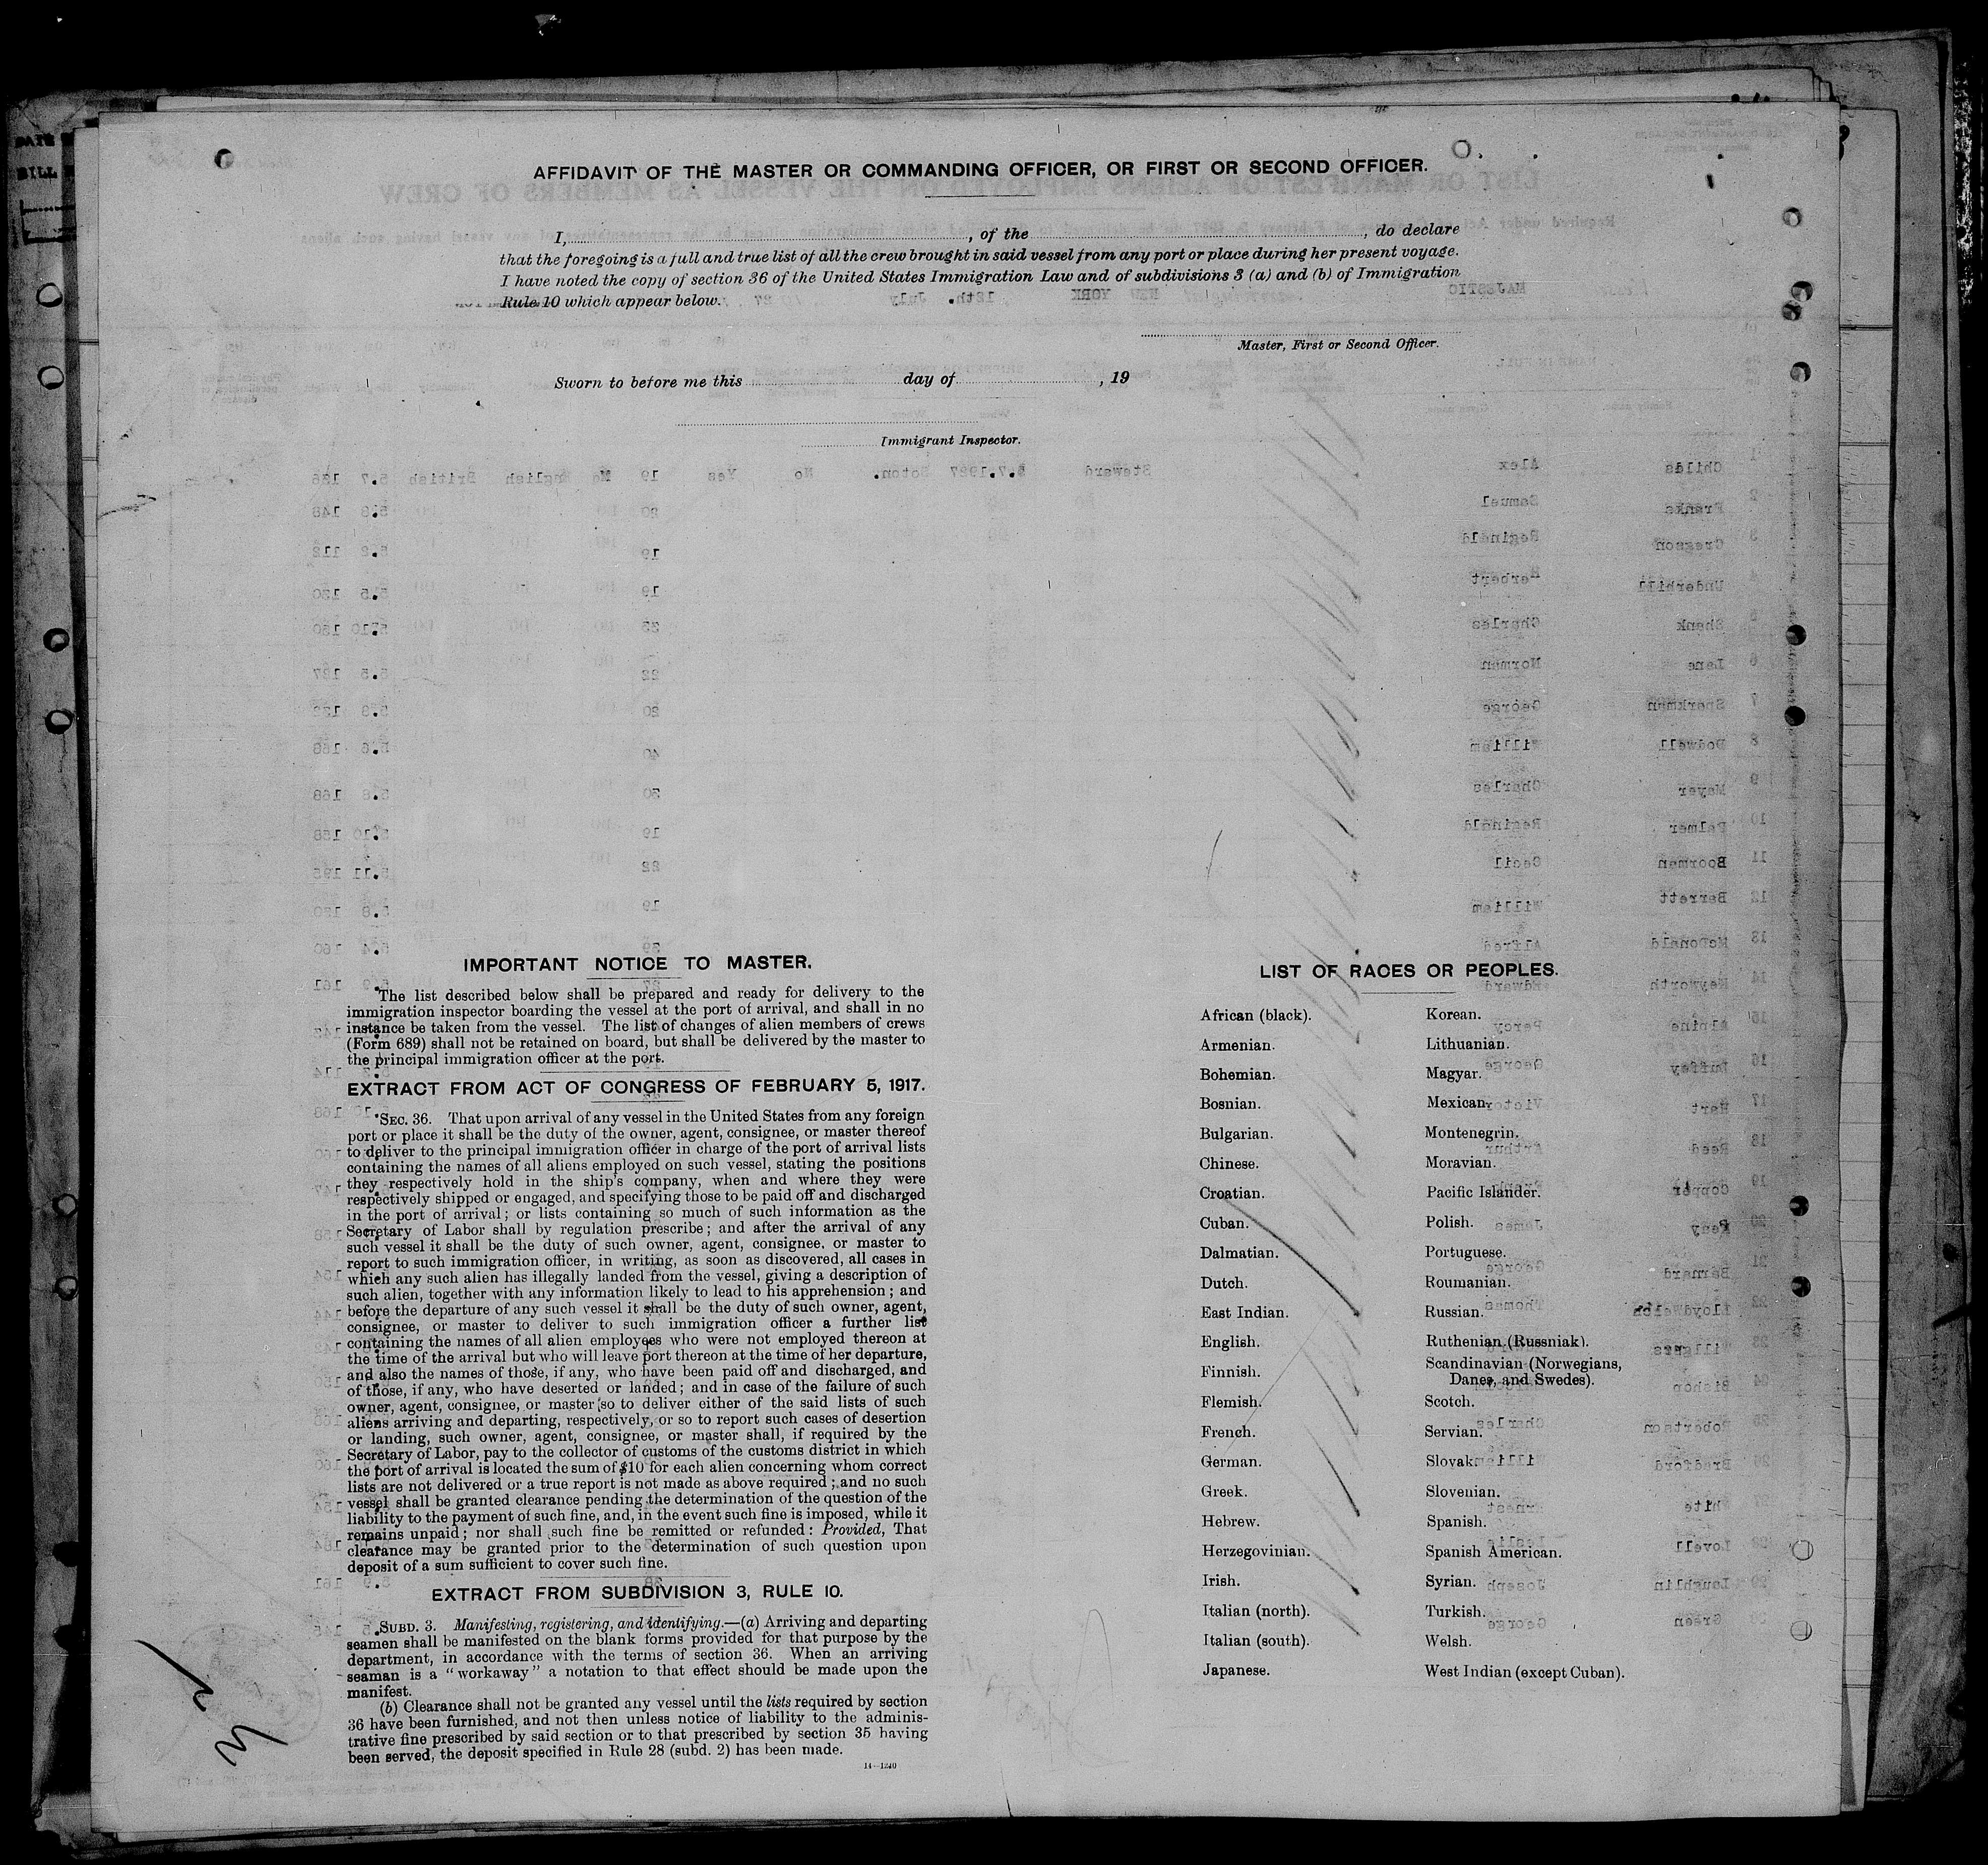 AFFIDAVIT OF THE MASTER OR COMMANDING OFFICER, OR FIRST OR SECOND OFFICER.
I, , of the , do declare
that the foregoing is a full and true list of all the crew brought in said vessel from any port or place during her present voyage.
I have noted the copy of section 36 of the United States Immigration Law and of subdivisions 3 (a) and (b) of Immigration
Rule 10 which appear below.
Master, First or Second Officer.
Sworn to before me this day of , 19
Immigrant Inspector.
IMPORTANT NOTICE TO MASTER.
The list described below shall be prepared and ready for delivery to the
immigration inspector boarding the vessel at the port of arrival, and shall in no
instance be taken from the vessel. The list of changes of alien members of crews
(Form 689) shall not be retained on board, but shall be delivered by the master to
the principal immigration officer at the port.
EXTRACT FROM ACT OF CONGRESS OF FEBRUARY 5, 1917.
SEC. 36. That upon arrival of any vessel in the United States from any foreign
port or place it shall be the duty of the owner, agent, consignee, or master thereof
to deliver to the principal immigration officer in charge of the port of arrival lists
containing the names of all aliens employed on such vessel, stating the positions
they respectively hold in the ship's company, when and where they were
respectively shipped or engaged, and specifying those to be paid off and discharged
in the port of arrival; or lists containing so much of such information as the
Secretary of Labor shall by regulation prescribe; and after the arrival of any
such vessel it shall be the duty of such owner, agent, consignee, or master to
report to such immigration officer, in writing, as soon as discovered, all cases in
which any such alien has illegally landed from the vessel, giving a description of
such alien, together with any information likely to lead to his apprehension; and
before the departure of any such vessel it shall be the duty of such owner, agent,
consignee, or master to deliver to such immigration officer a further list
containing the names of all alien employees who were not employed thereon at
the time of the arrival but who will leave port thereon at the time of her departure,
and also the names of those, if any, who have been paid off and discharged, and
of those, if any, who have deserted or landed; and in case of the failure of such
owner, agent, consignee, or master so to deliver either of the said lists of such
aliens arriving and departing, respectively, or so to report such cases of desertion
or landing, such owner, agent, consignee, or master shall, if required by the
Secretary of Labor, pay to the collector of customs of the customs district in which
the port of arrival is located the sum of $10 for each alien concerning whom correct
lists are not delivered or a true report is not made as above required; and no such
vessel shall be granted clearance pending the determination of the question of the
liability to the payment of such fine, and, in the event such fine is imposed, while it
remains unpaid; nor shall such fine be remitted or refunded: Provided, That
clearance may be granted prior to the determination of such question upon
deposit of a sum sufficient to cover such fine.
EXTRACT FROM SUBDIVISION 3, RULE 10.
SUBD. 3. Manifesting, registering, and identifying.—(a) Arriving and departing
seamen shall be manifested on the blank forms provided for that purpose by the
department, in accordance with the terms of section 36. When an arriving
seaman is a "workaway" a notation to that effect should be made upon the
manifest.
(b) Clearance shall not be granted any vessel until the lists required by section
36 have been furnished, and not then unless notice of liability to the adminis-
trative fine prescribed by said section or to that prescribed by section 35 having
been served, the deposit specified in Rule 28 (subd. 2) has been made.
14—1240
LIST OF RACES OR PEOPLES.
African (black).
Armenian.
Bohemian.
Bosnian.
Bulgarian.
Chinese.
Croatian.
Cuban.
Dalmatian.
Dutch.
East Indian.
English.
Finnish.
Flemish.
French.
German.
Greek.
Hebrew.
Herzegovinian.
Irish.
Italian (north).
Italian (south).
Japanese.
Korean.
Lithuanian.
Magyar.
Mexican.
Montenegrin.
Moravian.
Pacific Islander.
Polish.
Portuguese.
Roumanian.
Russian.
Ruthenian (Russniak).
Scandinavian (Norwegians,
Danes, and Swedes).
Scotch.
Servian.
Slovak.
Slovenian.
Spanish.
Spanish American.
Syrian.
Turkish.
Welsh.
West Indian (except Cuban).